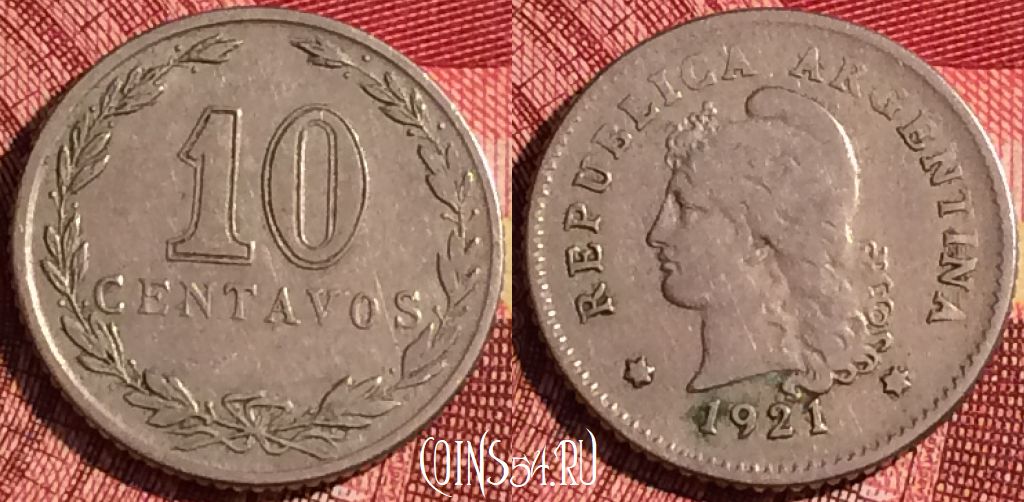 10
CENTAVOS
REPUBLICA ARGENTINA
1921
COINS54.RU